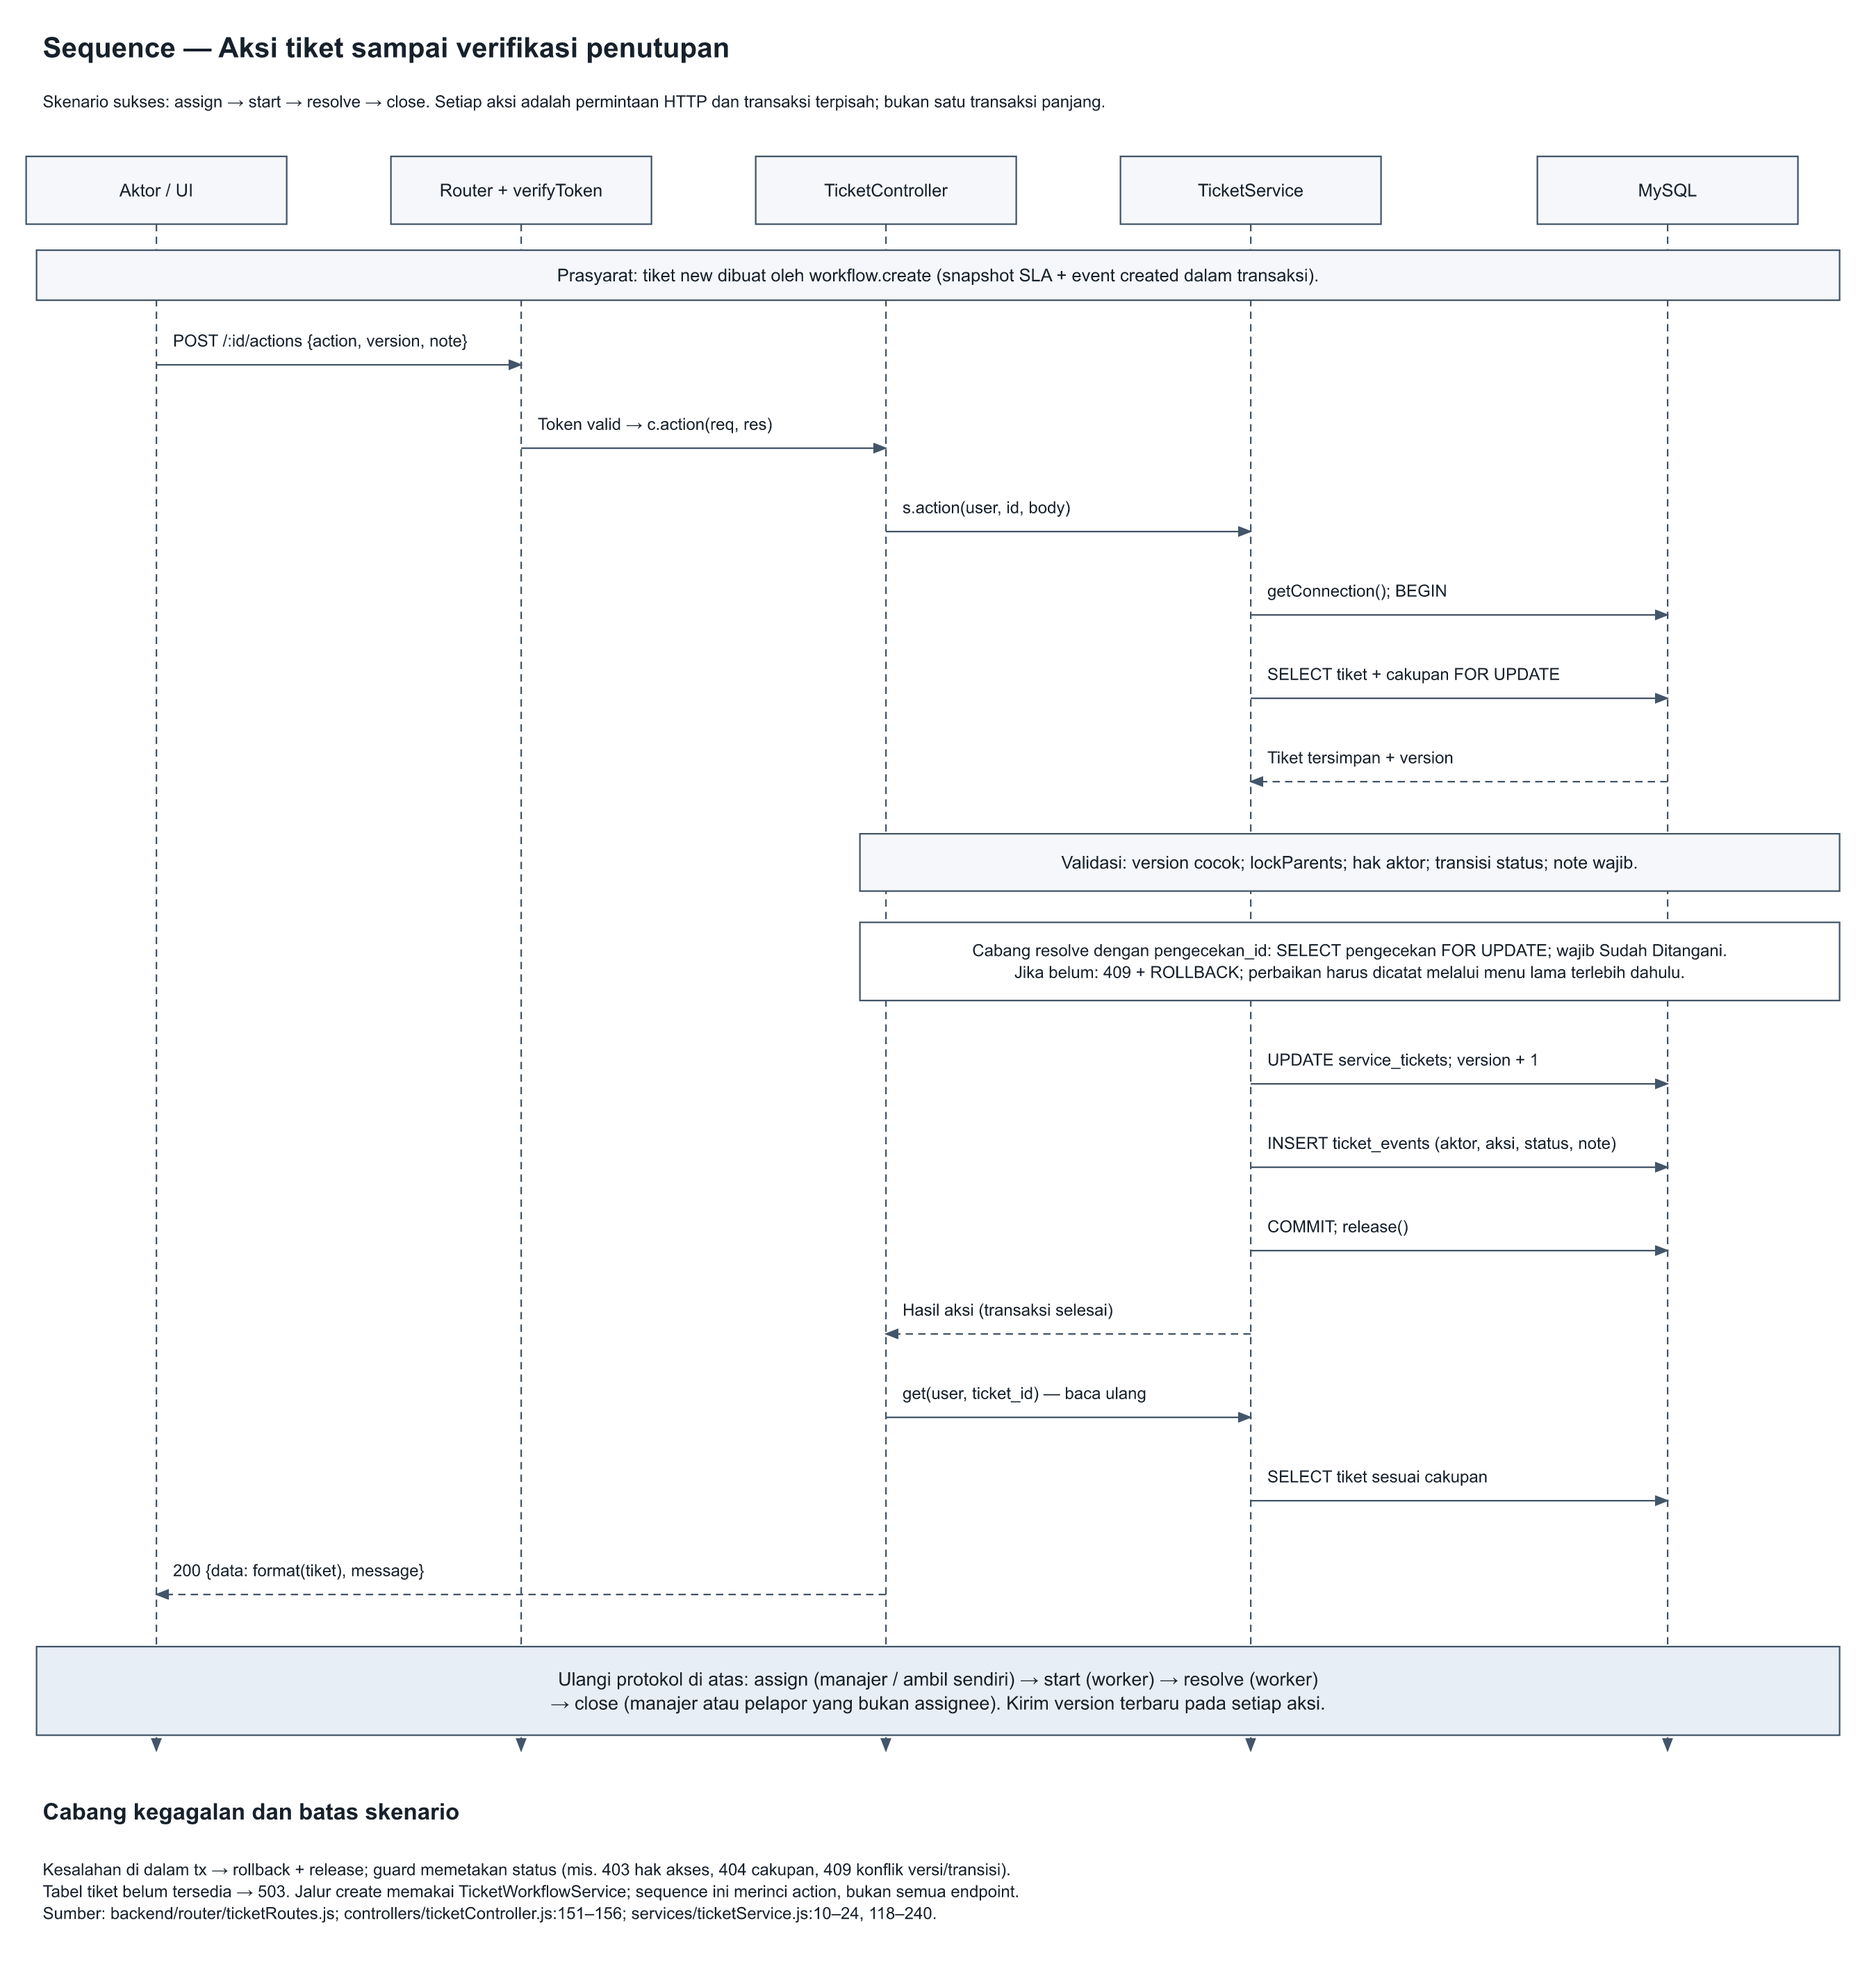 Sequence — Aksi tiket sampai verifikasi penutupan
Skenario sukses: assign → start → resolve → close. Setiap aksi adalah permintaan HTTP dan transaksi terpisah; bukan satu transaksi panjang.
Aktor / UI
Router + verifyToken
TicketController
TicketService
MySQL
Prasyarat: tiket new dibuat oleh workflow.create (snapshot SLA + event created dalam transaksi).
POST /:id/actions {action, version, note}
Token valid → c.action(req, res)
s.action(user, id, body)
getConnection(); BEGIN
SELECT tiket + cakupan FOR UPDATE
Tiket tersimpan + version
Validasi: version cocok; lockParents; hak aktor; transisi status; note wajib.
Cabang resolve dengan pengecekan_id: SELECT pengecekan FOR UPDATE; wajib Sudah Ditangani.
Jika belum: 409 + ROLLBACK; perbaikan harus dicatat melalui menu lama terlebih dahulu.
UPDATE service_tickets; version + 1
INSERT ticket_events (aktor, aksi, status, note)
COMMIT; release()
Hasil aksi (transaksi selesai)
get(user, ticket_id) — baca ulang
SELECT tiket sesuai cakupan
200 {data: format(tiket), message}
Ulangi protokol di atas: assign (manajer / ambil sendiri) → start (worker) → resolve (worker)
→ close (manajer atau pelapor yang bukan assignee). Kirim version terbaru pada setiap aksi.
Cabang kegagalan dan batas skenario
Kesalahan di dalam tx → rollback + release; guard memetakan status (mis. 403 hak akses, 404 cakupan, 409 konflik versi/transisi).
Tabel tiket belum tersedia → 503. Jalur create memakai TicketWorkflowService; sequence ini merinci action, bukan semua endpoint.
Sumber: backend/router/ticketRoutes.js; controllers/ticketController.js:151–156; services/ticketService.js:10–24, 118–240.